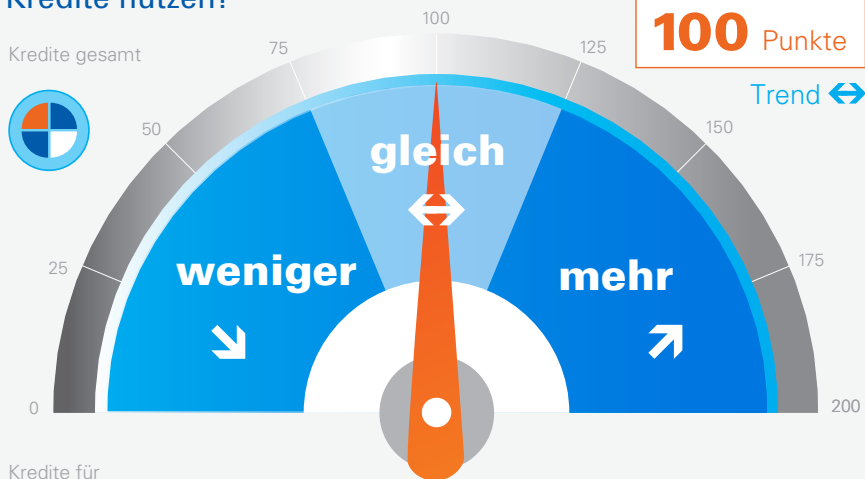 Kredite nutzen?
Kredite gesamt
100 Punkte
Trend
0
25
50
75
100
125
150
175
200
weniger
gleich
mehr
Kredite für